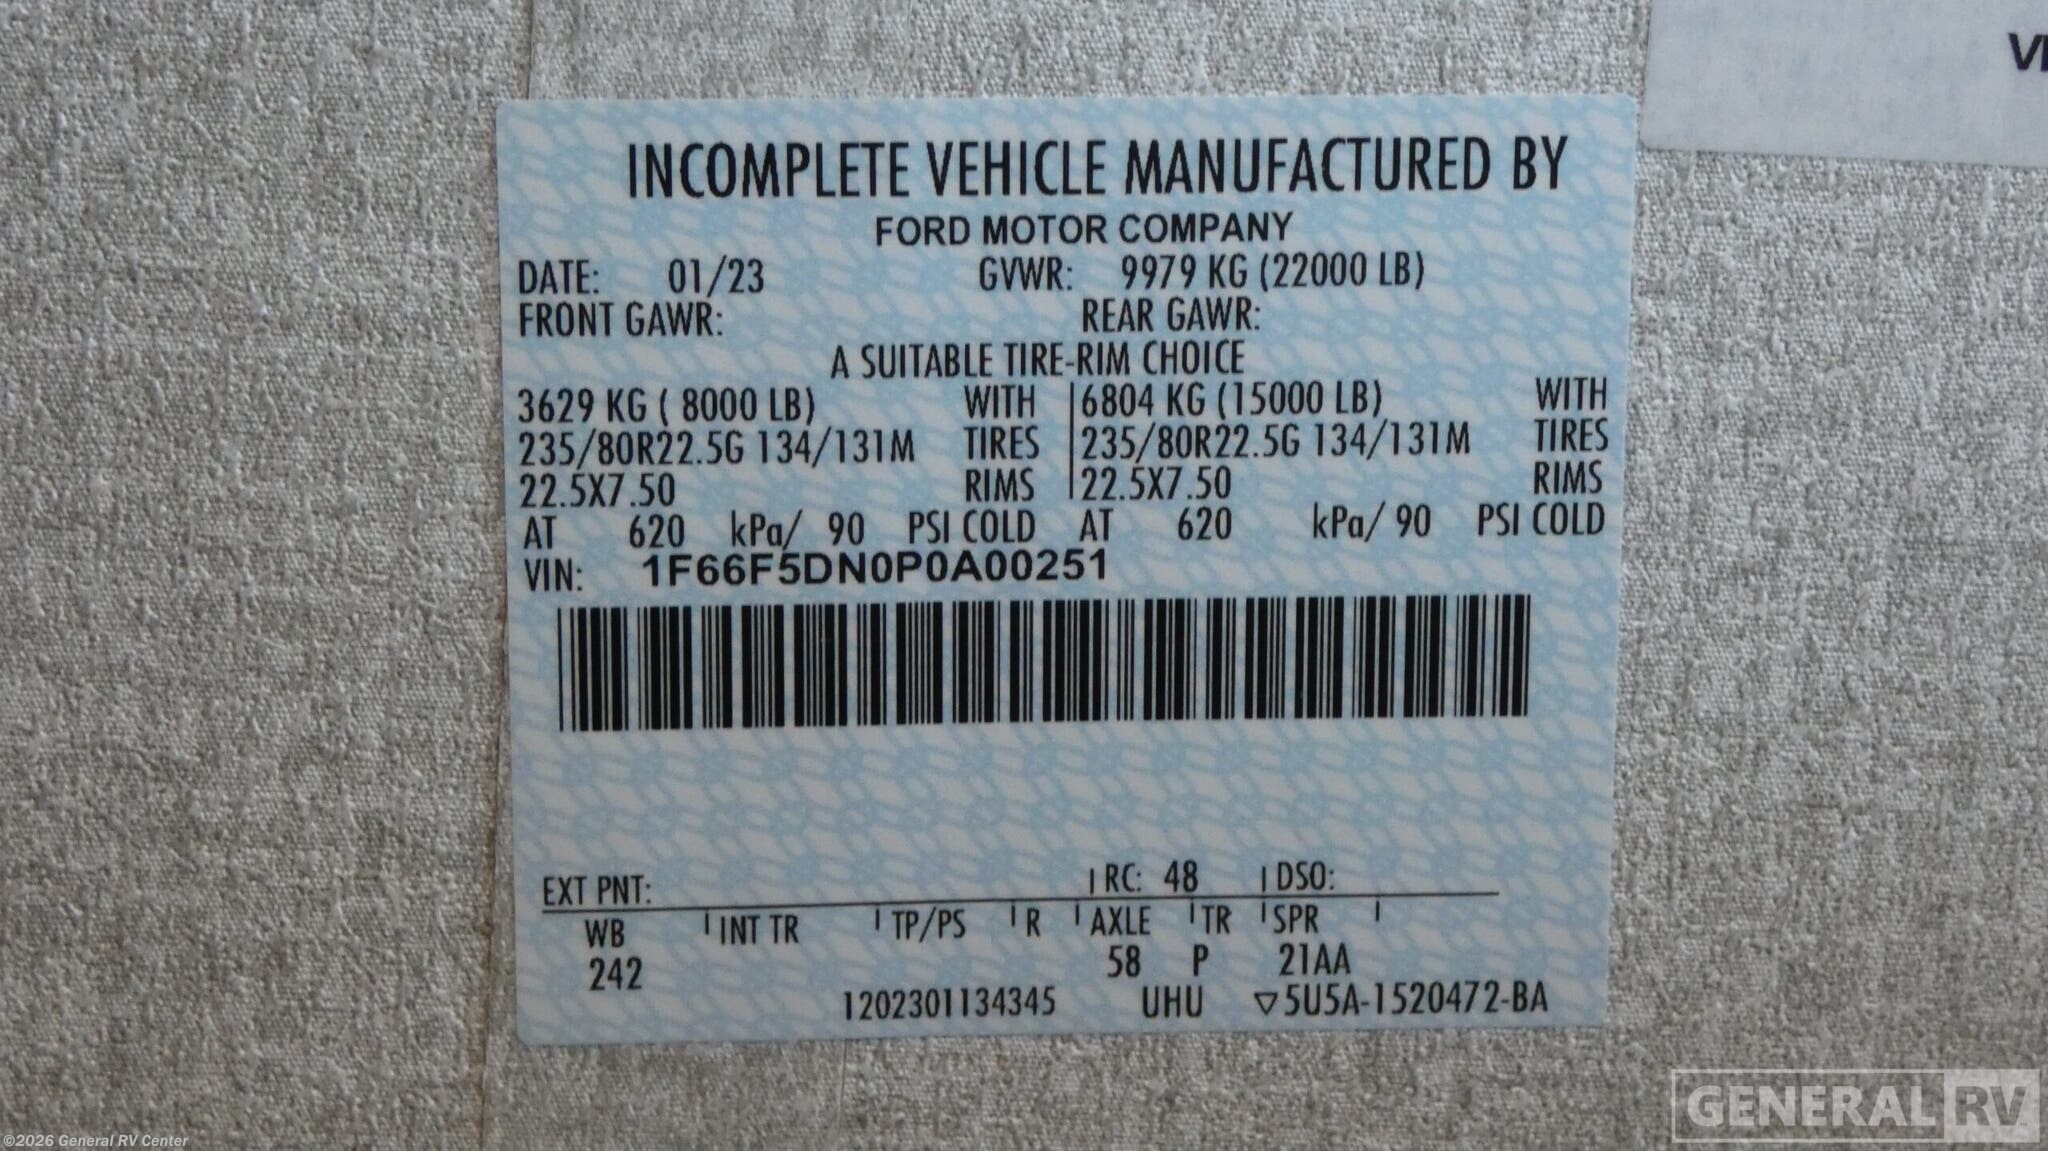 VI
INCOMPLETE VEHICLE MANUFACTURED BY
FORD MOTOR COMPANY
DATE: 01/23 GVWR: 9979 KG (22000 LB)
FRONT GAWR: REAR GAWR:
A SUITABLE TIRE-RIM CHOICE
3629 KG ( 8000 LB) WITH 6804 KG (15000 LB) WITH
235/80R22.5G 134/131M TIRES 235/80R22.5G 134/131M TIRES
22.5X7.50 RIMS 22.5X7.50 RIMS
AT 620 kPa/ 90 PSI COLD AT 620 kPa/ 90 PSI COLD
VIN: 1F66F5DN0P0A00251
EXT PNT: RC: 48 DSO:
WB INT TR TP/PS R AXLE TR SPR
242 58 P 21AA
1202301134345 UHU ▽5U5A-1520472-BA
GENERAL RV
©2026 General RV Center